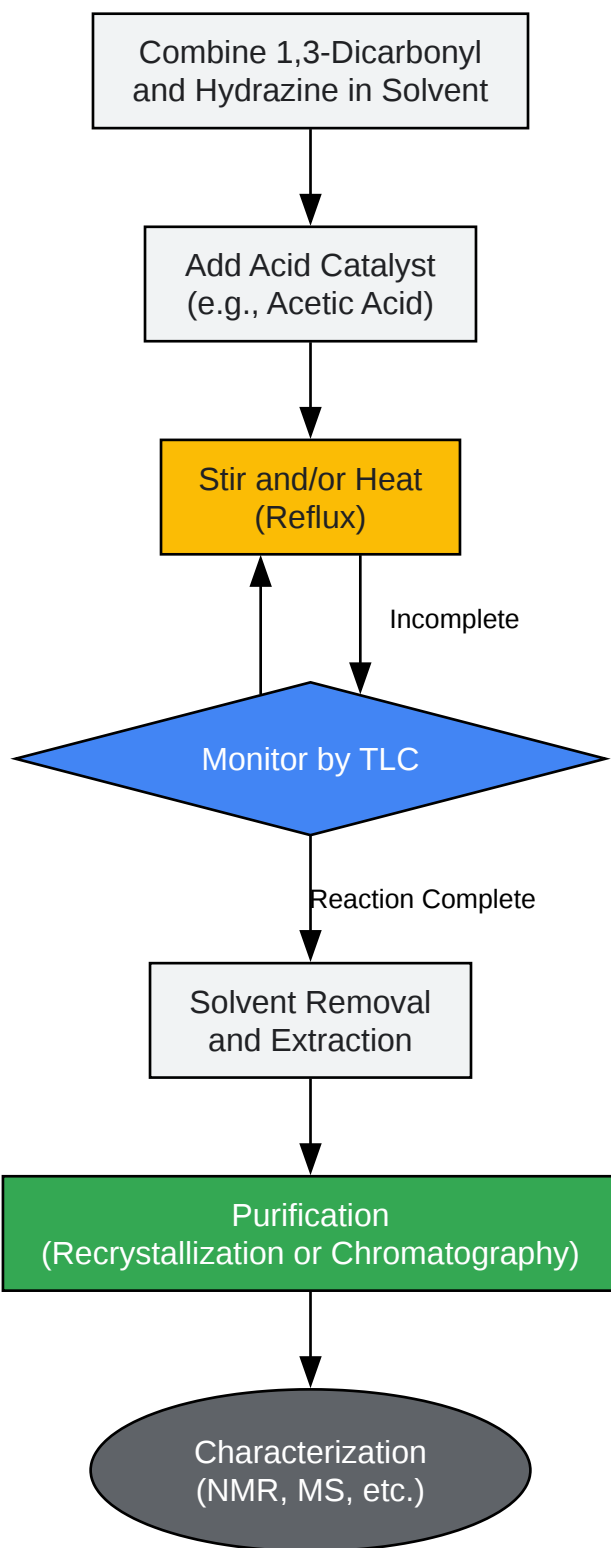 Combine 1,3-Dicarbonyl
and Hydrazine in Solvent
Add Acid Catalyst
(e.g., Acetic Acid)
Stir and/or Heat
(Reflux)
Incomplete
Monitor by TLC
Reaction Complete
Solvent Removal
and Extraction
Purification
(Recrystallization or Chromatography)
Characterization
(NMR, MS, etc.)